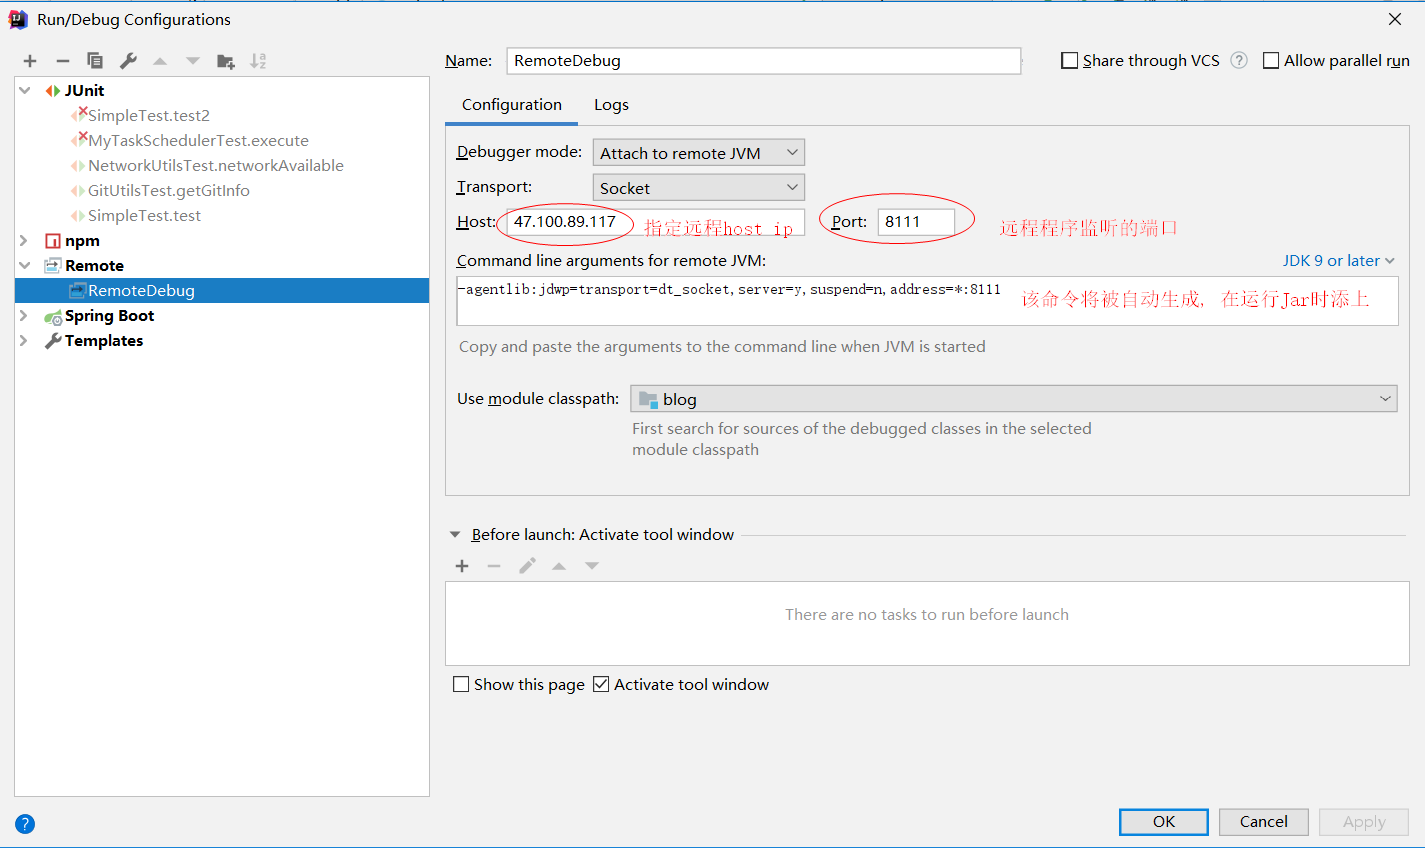 Run/Debug Configurations
Name: RemoteDebug
Share through VCS
Allow parallel run
JUnit
SimpleTest.test2
MyTaskSchedulerTest.execute
NetworkUtilsTest.networkAvailable
GitUtilsTest.getGitInfo
SimpleTest.test
npm
Remote
RemoteDebug
Spring Boot
Templates
Configuration Logs
Debugger mode: Attach to remote JVM
Transport: Socket
Host: 47.100.89.117 指定远程host ip Port: 8111 远程程序监听的端口
Command line arguments for remote JVM: JDK 9 or later
-agentlib:jdwp=transport=dt_socket,server=y,suspend=n,address=*:8111 该命令将被自动生成，在运行Jar时添上
Copy and paste the arguments to the command line when JVM is started
Use module classpath: blog
First search for sources of the debugged classes in the selected
module classpath
Before launch: Activate tool window
There are no tasks to run before launch
Show this page Activate tool window
OK Cancel Apply